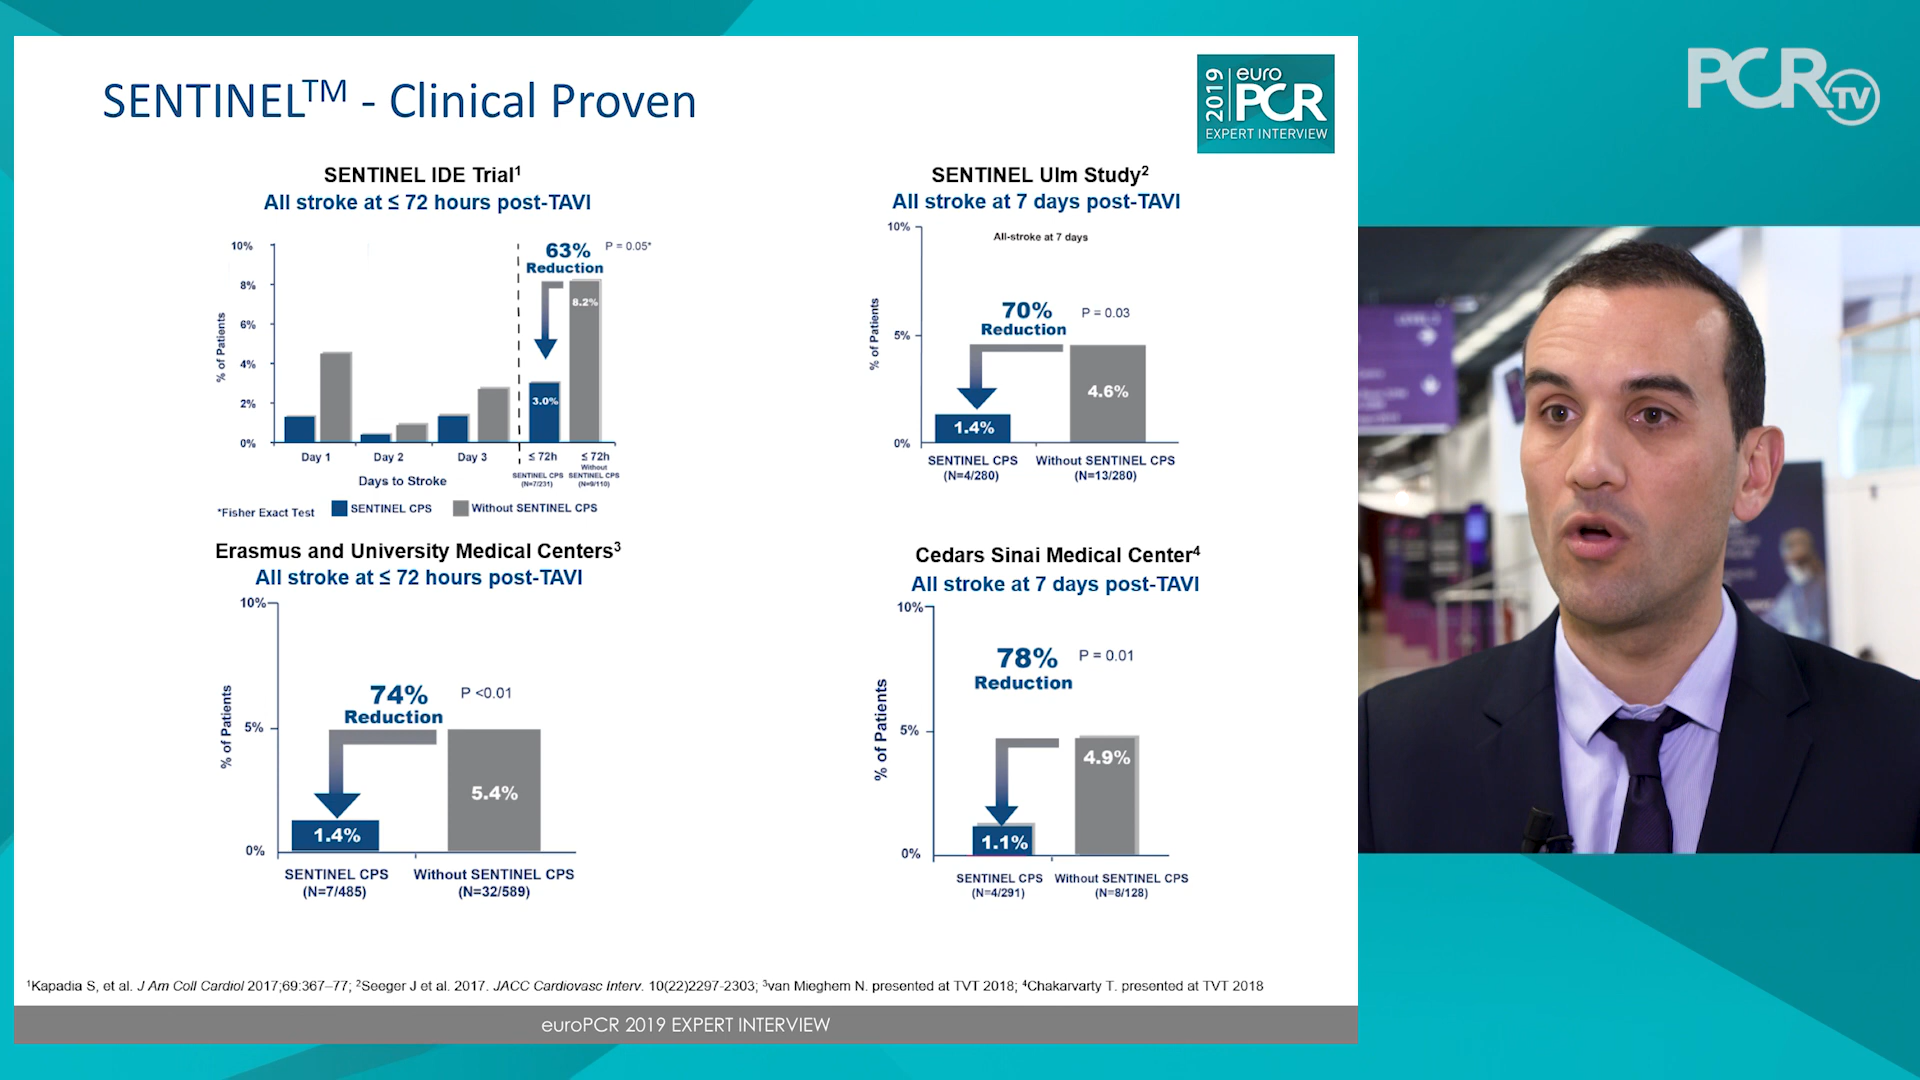 SENTINEL™ - Clinical Proven
2019
euro
PCR
EXPERT INTERVIEW
PCR TV
SENTINEL IDE Trial¹
All stroke at ≤ 72 hours post-TAVI
10%
8%
6%
4%
2%
0%
% of Patients
63%
Reduction
P = 0.05*
8.2%
3.0%
Day 1
Day 2
Day 3
≤ 72h
SENTINEL CPS
(N=7/231)
≤ 72h
Without
SENTINEL CPS
(N=9/110)
Days to Stroke
*Fisher Exact Test
SENTINEL CPS
Without SENTINEL CPS
SENTINEL Ulm Study²
All stroke at 7 days post-TAVI
All-stroke at 7 days
10%
5%
0%
% of Patients
70%
Reduction
P = 0.03
4.6%
1.4%
SENTINEL CPS
(N=4/280)
Without SENTINEL CPS
(N=13/280)
Erasmus and University Medical Centers³
All stroke at ≤ 72 hours post-TAVI
10%
5%
0%
% of Patients
74%
Reduction
P <0.01
5.4%
1.4%
SENTINEL CPS
(N=7/485)
Without SENTINEL CPS
(N=32/589)
Cedars Sinai Medical Center⁴
All stroke at 7 days post-TAVI
10%
5%
0%
% of Patients
78%
Reduction
P = 0.01
4.9%
1.1%
SENTINEL CPS
(N=4/291)
Without SENTINEL CPS
(N=8/128)
¹Kapadia S, et al. J Am Coll Cardiol 2017;69:367–77; ²Seeger J et al. 2017. JACC Cardiovasc Interv. 10(22)2297-2303; ³van Mieghem N. presented at TVT 2018; ⁴Chakarvarty T. presented at TVT 2018
euroPCR 2019 EXPERT INTERVIEW